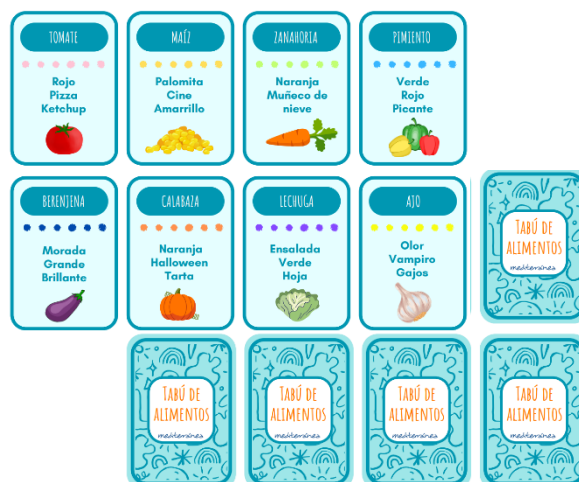 TOMATE
Rojo
Pizza
Ketchup
MAÍZ
Palomita
Cine
Amarrillo
ZANAHORIA
Naranja
Muñeco de
nieve
PIMIENTO
Verde
Rojo
Picante
BERENJENA
Morada
Grande
Brillante
CALABAZA
Naranja
Halloween
Tarta
LECHUGA
Ensalada
Verde
Hoja
AJO
Olor
Vampiro
Gajos
TABÚ DE
ALIMENTOS
TABÚ DE
ALIMENTOS
TABÚ DE
ALIMENTOS
TABÚ DE
ALIMENTOS
TABÚ DE
ALIMENTOS